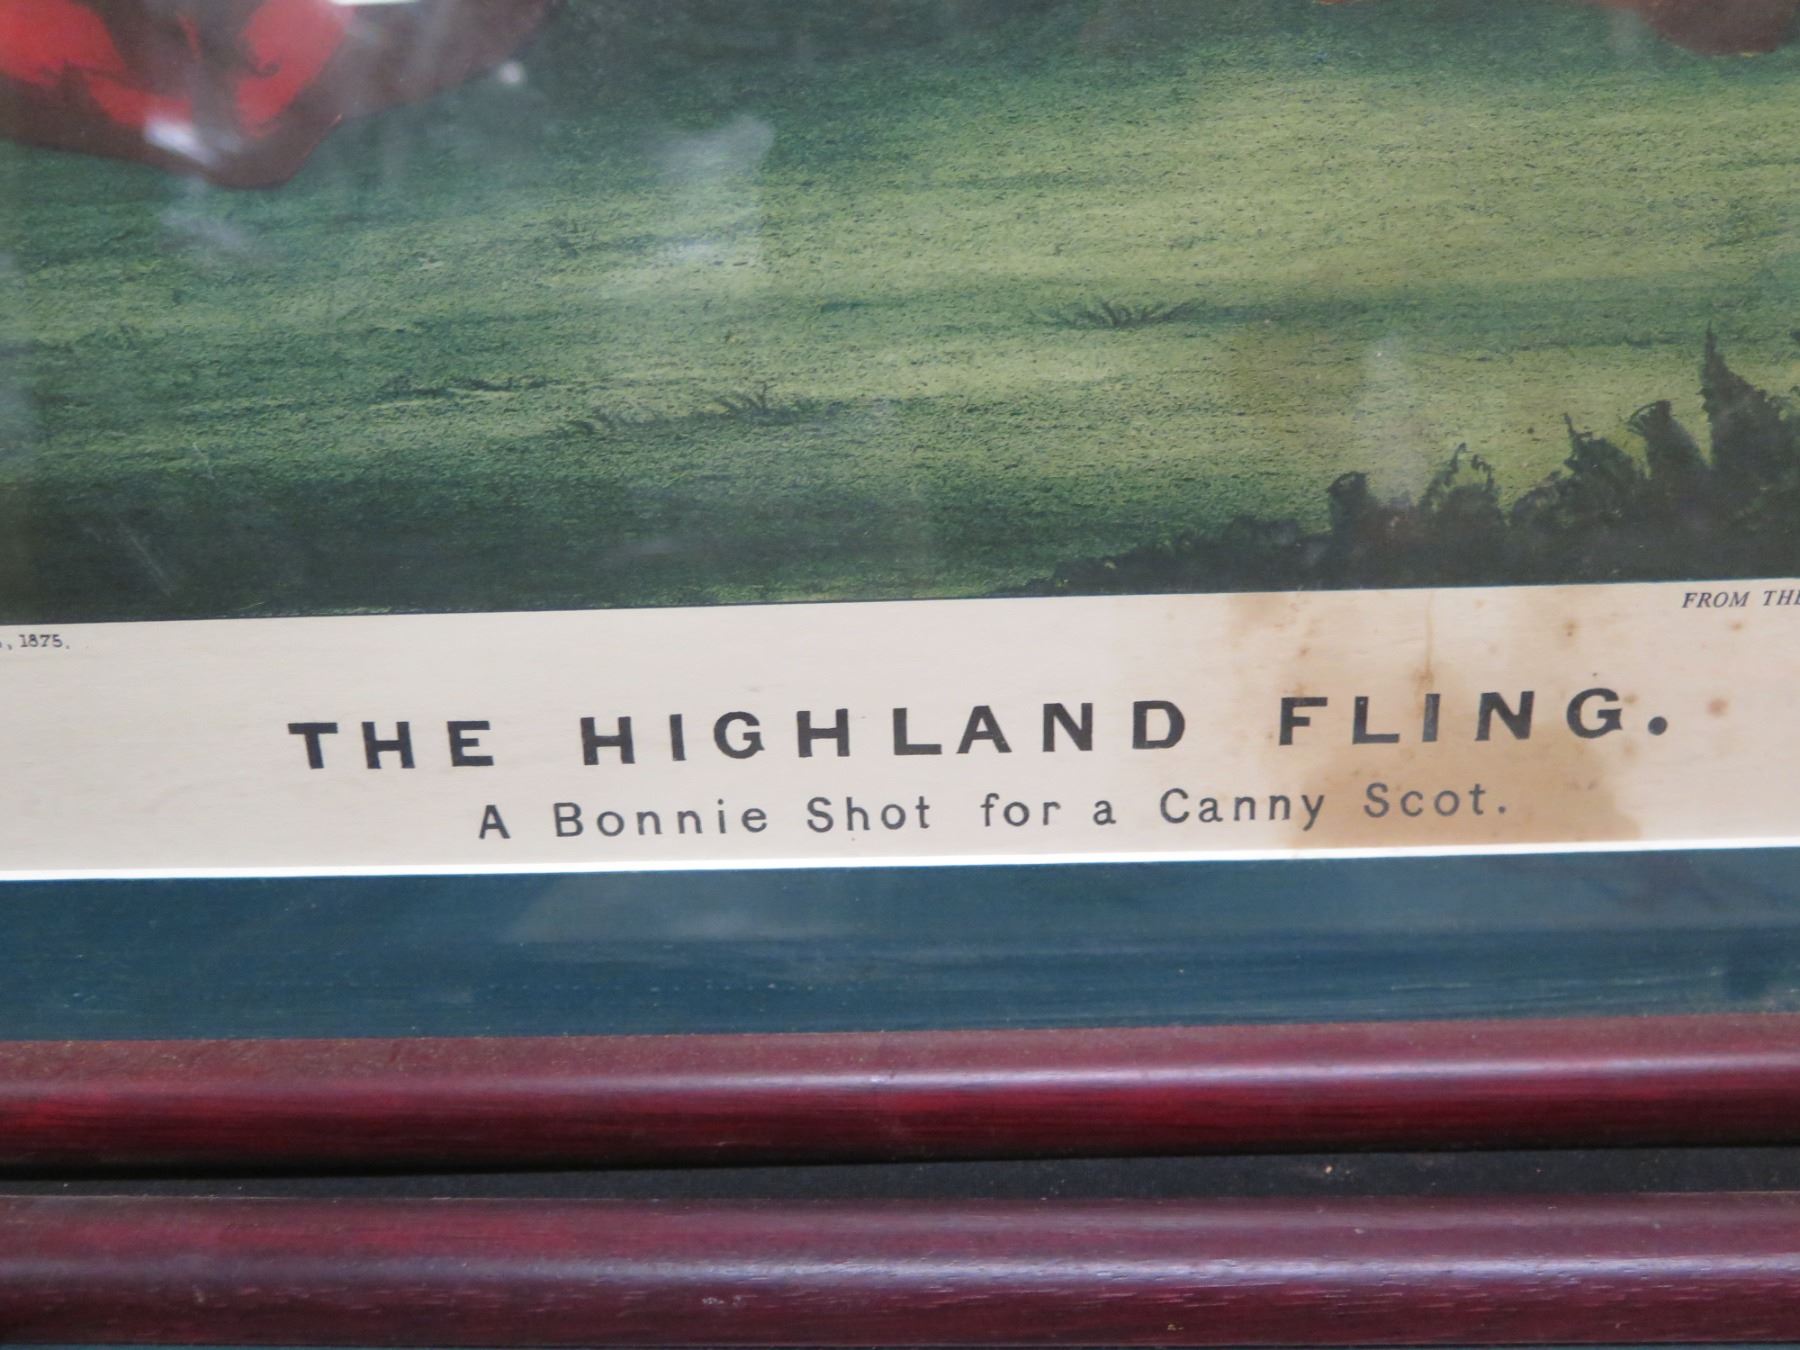 1875.
FROM THE
THE HIGHLAND FLING.
A Bonnie Shot for a Canny Scot.